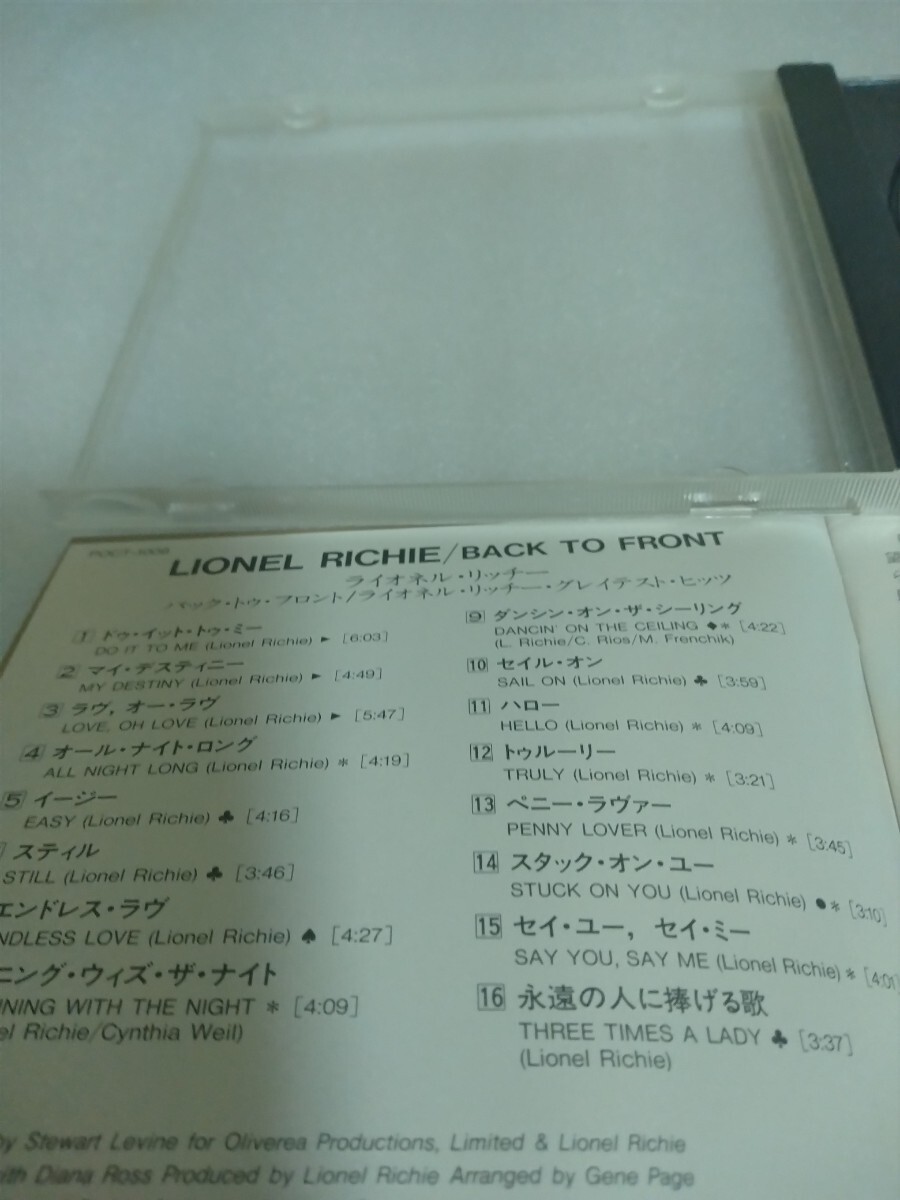 LIONEL RICHIE/BACK TO FRONT
ライオネル・リッチー
バック・トゥ・フロント/ライオネル・リッチー・グレイテスト・ヒッツ
1 ドゥ・イット・トゥ・ミー
DO IT TO ME (Lionel Richie) ► [6:03]
2 マイ・デスティニー
MY DESTINY (Lionel Richie) ► [4:49]
3 ラヴ, オー・ラヴ
LOVE, OH LOVE (Lionel Richie) ► [5:47]
4 オール・ナイト・ロング
ALL NIGHT LONG (Lionel Richie) * [4:19]
5 イージー
EASY (Lionel Richie) ♣ [4:16]
スティル
STILL (Lionel Richie) ♣ [3:46]
エンドレス・ラヴ
NDLESS LOVE (Lionel Richie) ♠ [4:27]
ニング・ウィズ・ザ・ナイト
NING WITH THE NIGHT * [4:09]
el Richie/Cynthia Weil)
9 ダンシン・オン・ザ・シーリング
DANCIN' ON THE CEILING ◆* [4:22]
(L. Richie/C. Rios/M. Frenchik)
10 セイル・オン
SAIL ON (Lionel Richie) ♣ [3:59]
11 ハロー
HELLO (Lionel Richie) * [4:09]
12 トゥルーリー
TRULY (Lionel Richie) * [3:21]
13 ペニー・ラヴァー
PENNY LOVER (Lionel Richie) * [3:45]
14 スタック・オン・ユー
STUCK ON YOU (Lionel Richie) ●* [3:10]
15 セイ・ユー, セイ・ミー
SAY YOU, SAY ME (Lionel Richie) * [4:01]
16 永遠の人に捧げる歌
THREE TIMES A LADY ♣ [3:37]
(Lionel Richie)
by Stewart Levine for Oliverea Productions, Limited & Lionel Richie
with Diana Ross Produced by Lionel Richie Arranged by Gene Page